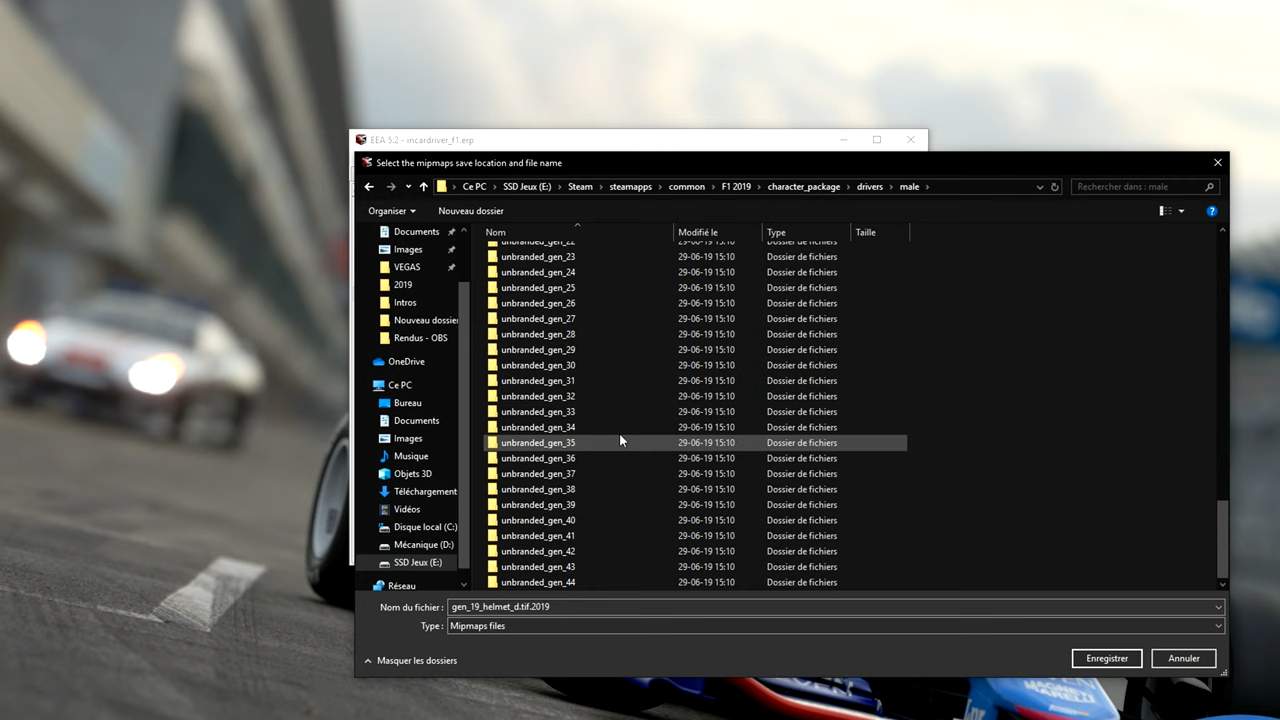 EEA 5.2 - incardriver_f1.erp
Select the mipmaps save location and file name
Ce PC > SSD Jeux (E:) > Steam > steamapps > common > F1 2019 > character_package > drivers > male >
Rechercher dans : male
Organiser
Nouveau dossier
?
Documents
Images
VEGAS
2019
Intros
Nouveau dossie
Rendus - OBS
OneDrive
Ce PC
Bureau
Documents
Images
Musique
Objets 3D
Téléchargement
Vidéos
Disque local (C:)
Mécanique (D:)
SSD Jeux (E:)
Réseau
Nom Modifié le Type Taille
unbranded_gen_22 29-06-19 15:10 Dossier de fichiers
unbranded_gen_23 29-06-19 15:10 Dossier de fichiers
unbranded_gen_24 29-06-19 15:10 Dossier de fichiers
unbranded_gen_25 29-06-19 15:10 Dossier de fichiers
unbranded_gen_26 29-06-19 15:10 Dossier de fichiers
unbranded_gen_27 29-06-19 15:10 Dossier de fichiers
unbranded_gen_28 29-06-19 15:10 Dossier de fichiers
unbranded_gen_29 29-06-19 15:10 Dossier de fichiers
unbranded_gen_30 29-06-19 15:10 Dossier de fichiers
unbranded_gen_31 29-06-19 15:10 Dossier de fichiers
unbranded_gen_32 29-06-19 15:10 Dossier de fichiers
unbranded_gen_33 29-06-19 15:10 Dossier de fichiers
unbranded_gen_34 29-06-19 15:10 Dossier de fichiers
unbranded_gen_35 29-06-19 15:10 Dossier de fichiers
unbranded_gen_36 29-06-19 15:10 Dossier de fichiers
unbranded_gen_37 29-06-19 15:10 Dossier de fichiers
unbranded_gen_38 29-06-19 15:10 Dossier de fichiers
unbranded_gen_39 29-06-19 15:10 Dossier de fichiers
unbranded_gen_40 29-06-19 15:10 Dossier de fichiers
unbranded_gen_41 29-06-19 15:10 Dossier de fichiers
unbranded_gen_42 29-06-19 15:10 Dossier de fichiers
unbranded_gen_43 29-06-19 15:10 Dossier de fichiers
unbranded_gen_44 29-06-19 15:10 Dossier de fichiers
Nom du fichier : gen_19_helmet_d.tif.2019
Type : Mipmaps files
Masquer les dossiers
Enregistrer
Annuler
MAGNETI
MARELLI